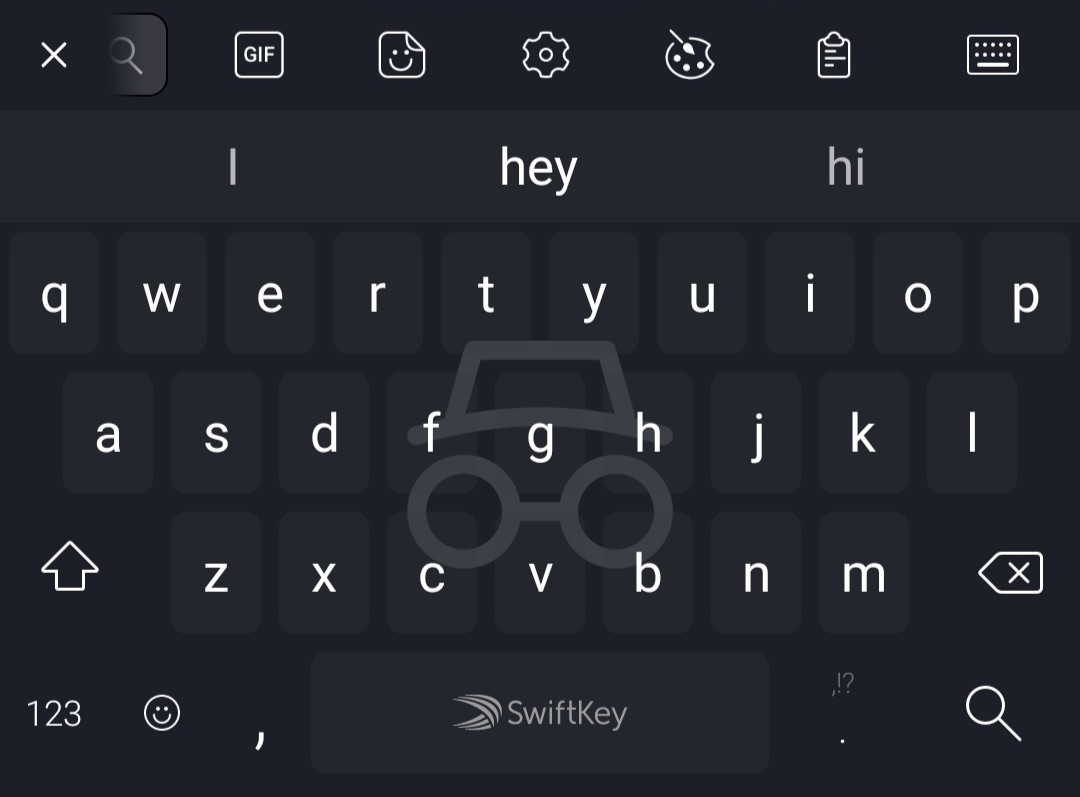 GIF
I hey hi
q w e r t y u i o p
a s d f g h j k l
z x c v b n m
,!?
123 , SwiftKey .